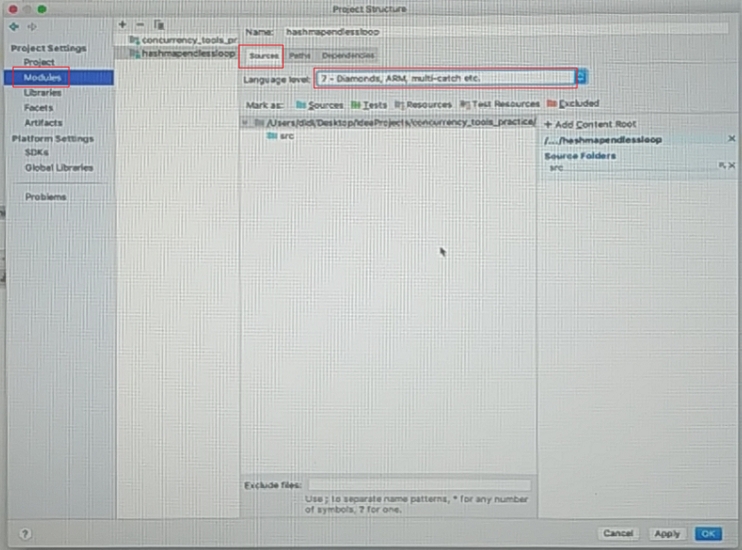 Project Structure
Project Settings
Project
Modules
Libraries
Facets
Artifacts
Platform Settings
SDKs
Global Libraries
Problems
concurrency_tools_pr
hashmapendlessloop
Name: hashmapendlessloop
Sources Paths Dependencies
Language level: 7 - Diamonds, ARM, multi-catch etc.
Mark as: Sources Tests Resources Test Resources Excluded
/Users/didi/Desktop/IdeaProjects/concurrency_tools_practice/
src
+ Add Content Root
/.../hashmapendlessloop
Source Folders
src
Exclude files:
Use ; to separate name patterns, * for any number
of symbols, ? for one.
?
Cancel Apply OK